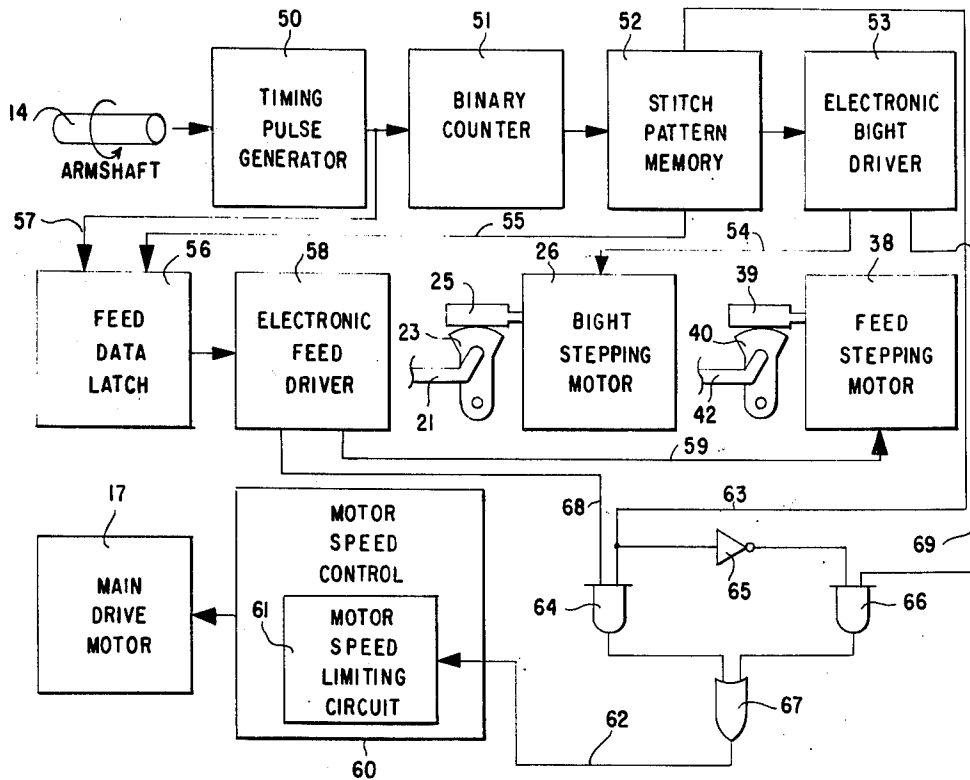 50
51
52
53
14
ARMSHAFT
TIMING
PULSE
GENERATOR
BINARY
COUNTER
STITCH
PATTERN
MEMORY
ELECTRONIC
BIGHT
DRIVER
57
56
58
55
26
54
38
FEED
DATA
LATCH
ELECTRONIC
FEED
DRIVER
25
23
21
BIGHT
STEPPING
MOTOR
39
40
42
FEED
STEPPING
MOTOR
59
17
MAIN
DRIVE
MOTOR
MOTOR
SPEED
CONTROL
61
MOTOR
SPEED
LIMITING
CIRCUIT
60
68
63
69
64
65
66
67
62